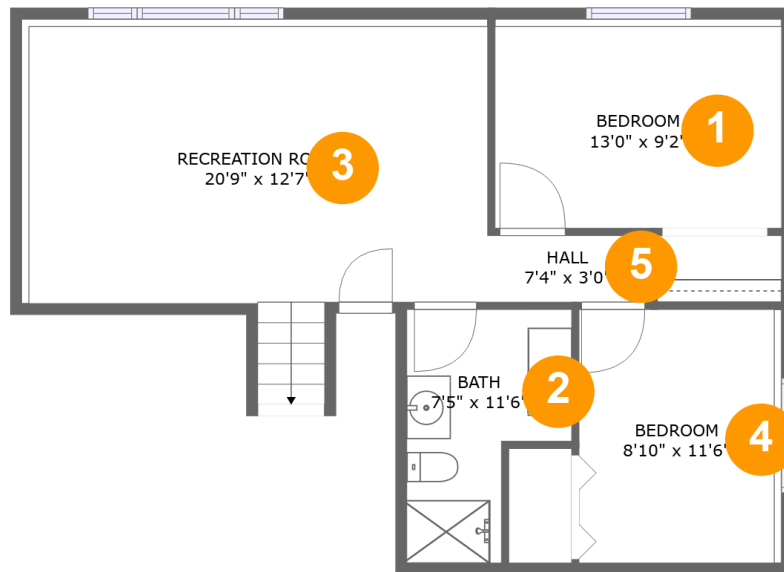 BEDROOM
13'0" x 9'2"
1
RECREATION
20'9" x 12'7"
3
HALL
7'4" x 3'0"
5
BATH
7'5" x 11'6"
2
BEDROOM
8'10" x 11'6"
4